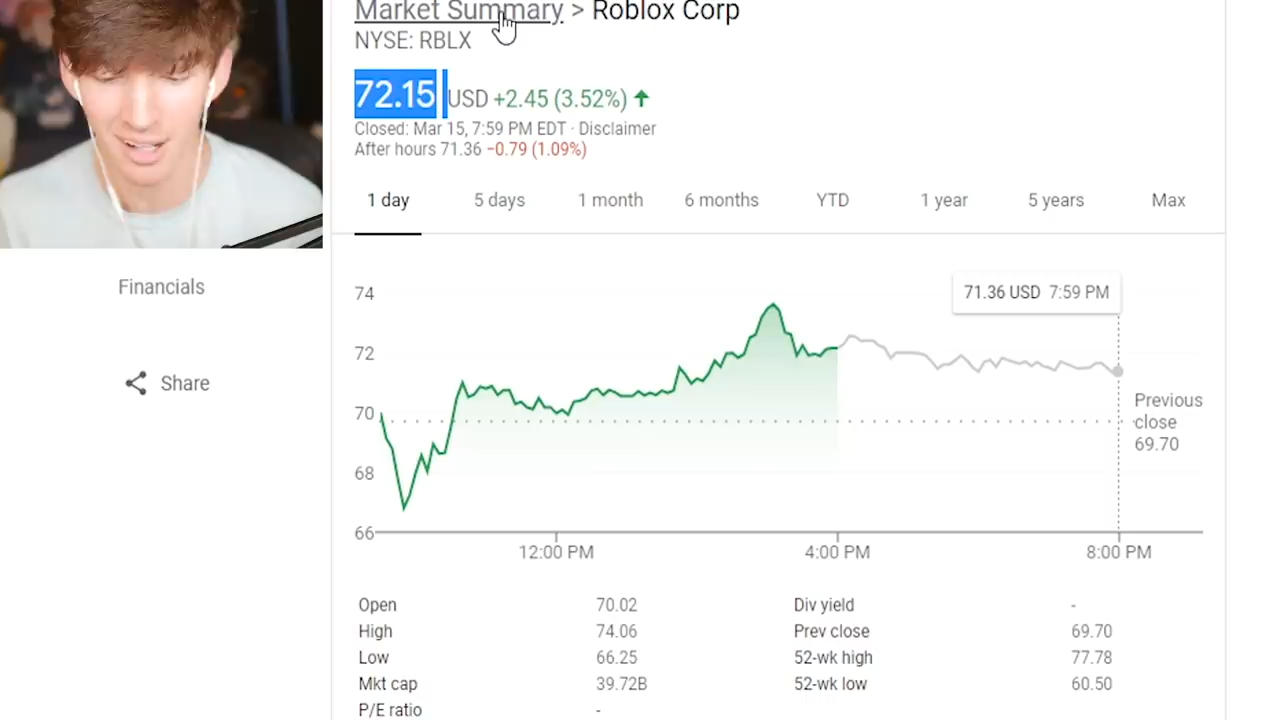 Market Summary > Roblox Corp
NYSE: RBLX
72.15 USD +2.45 (3.52%)
Closed: Mar 15, 7:59 PM EDT · Disclaimer
After hours 71.36 −0.79 (1.09%)
1 day 5 days 1 month 6 months YTD 1 year 5 years Max
Financials
Share
71.36 USD 7:59 PM
74
72
70
68
66
Previous
close
69.70
12:00 PM 4:00 PM 8:00 PM
Open 70.02 Div yield -
High 74.06 Prev close 69.70
Low 66.25 52-wk high 77.78
Mkt cap 39.72B 52-wk low 60.50
P/E ratio -